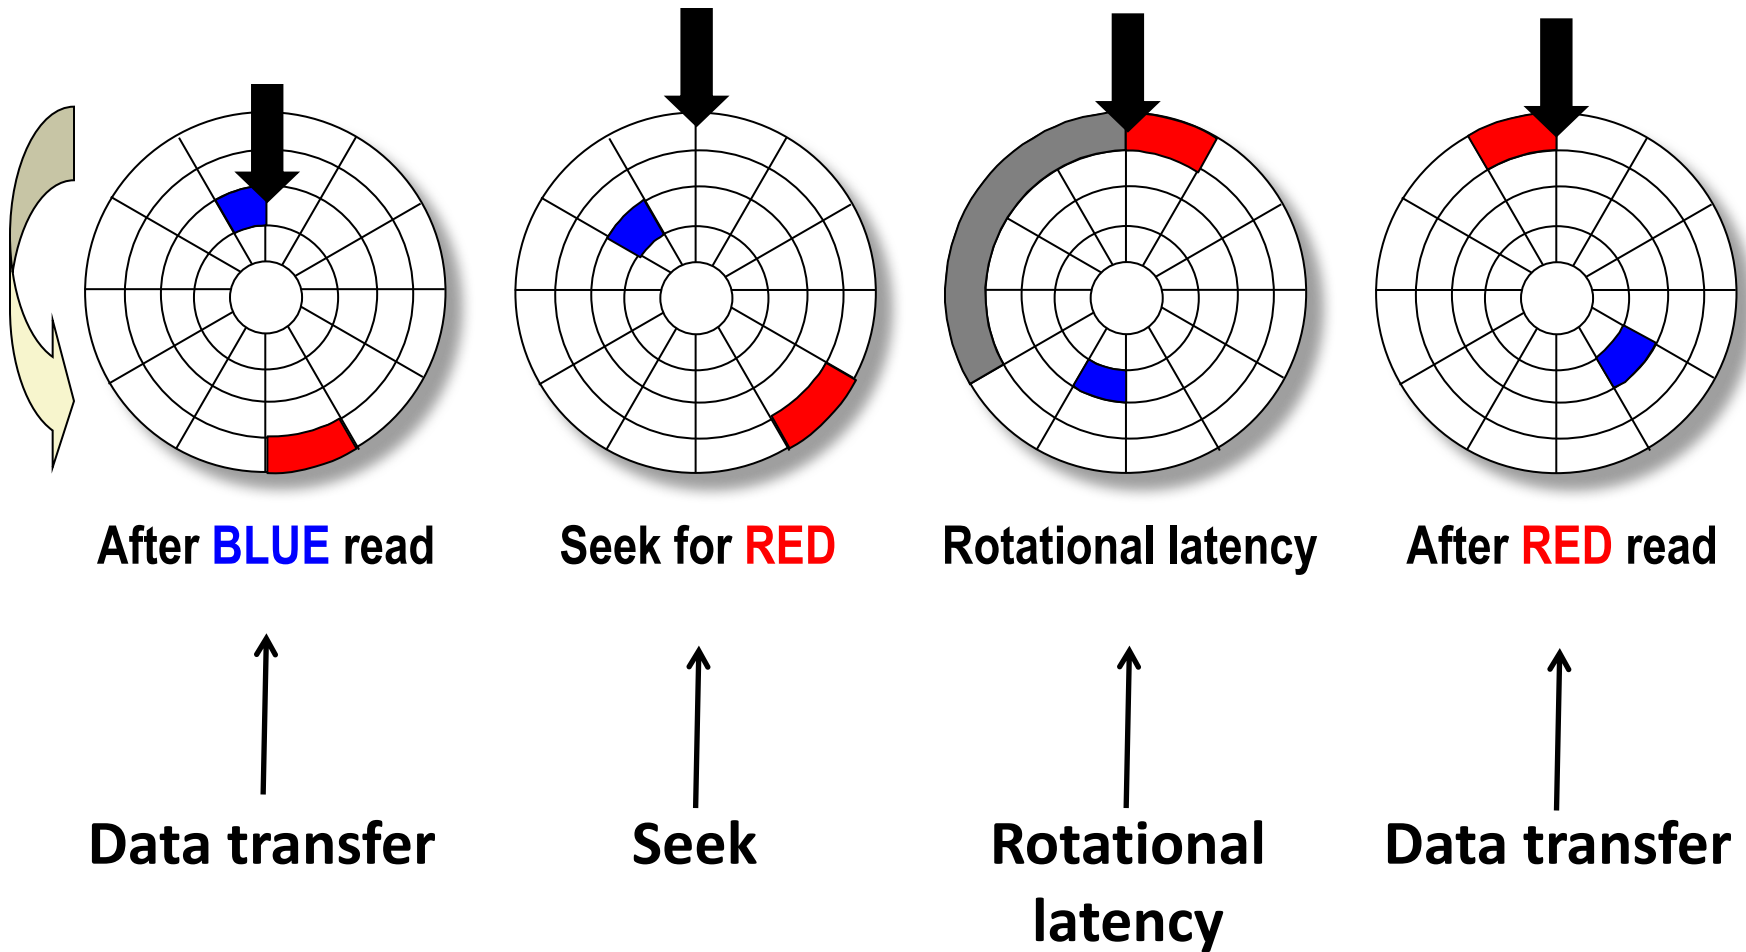 After BLUE read
Seek for RED
Rotational latency
After RED read
Data transfer
Seek
Rotational
latency
Data transfer